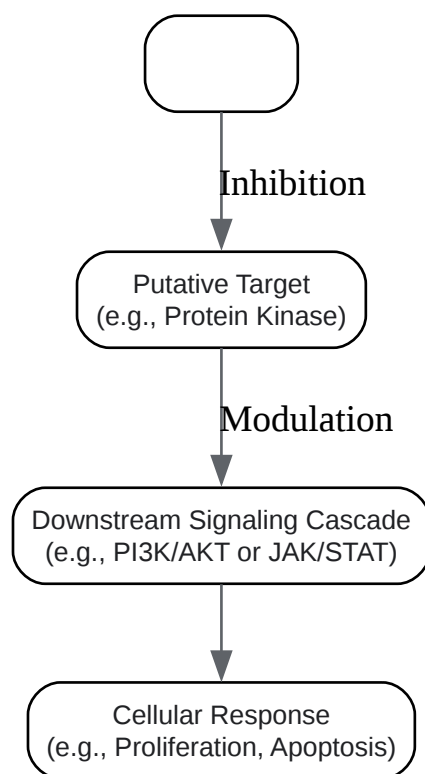 Inhibition
Putative Target
(e.g., Protein Kinase)
Modulation
Downstream Signaling Cascade
(e.g., PI3K/AKT or JAK/STAT)
Cellular Response
(e.g., Proliferation, Apoptosis)